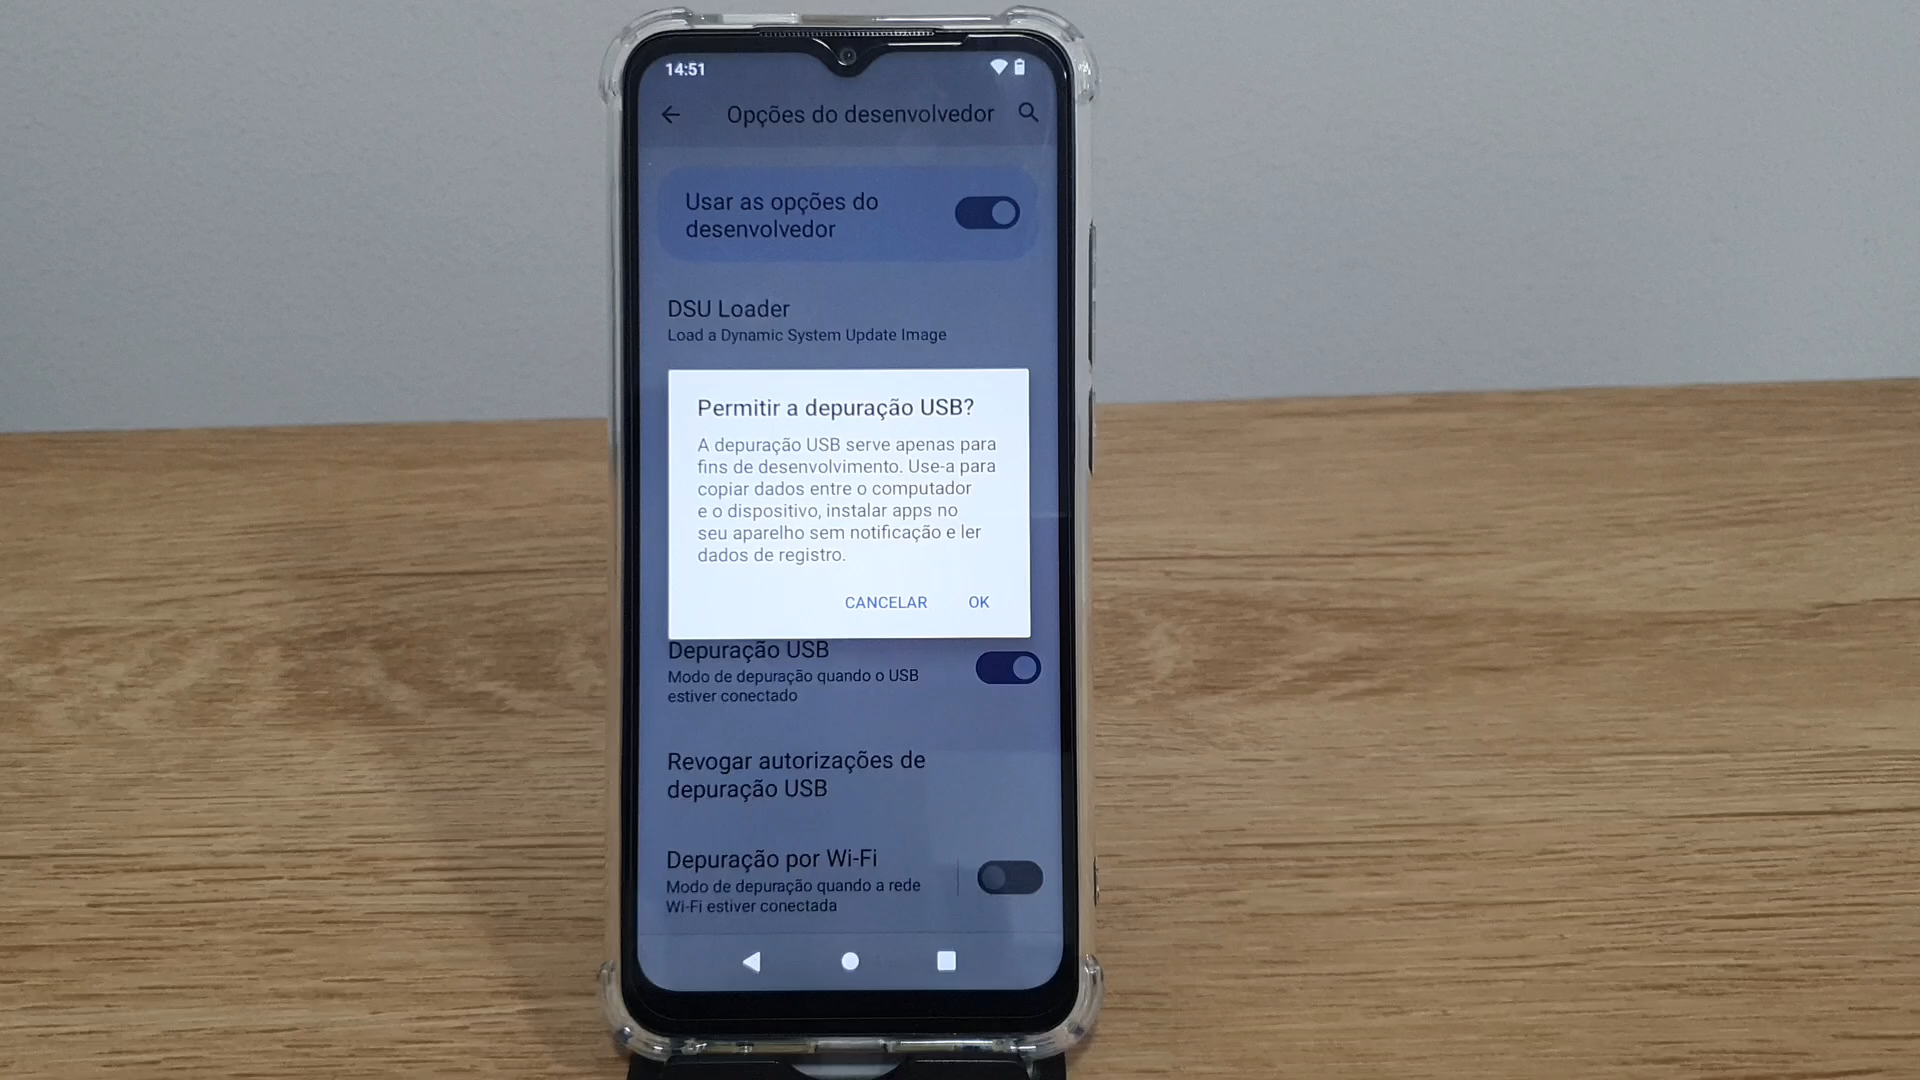 14:51
Opções do desenvolvedor
Usar as opções do
desenvolvedor
DSU Loader
Load a Dynamic System Update Image
Permitir a depuração USB?
A depuração USB serve apenas para
fins de desenvolvimento. Use-a para
copiar dados entre o computador
e o dispositivo, instalar apps no
seu aparelho sem notificação e ler
dados de registro.
CANCELAR OK
Depuração USB
Modo de depuração quando o USB
estiver conectado
Revogar autorizações de
depuração USB
Depuração por Wi-Fi
Modo de depuração quando a rede
Wi-Fi estiver conectada